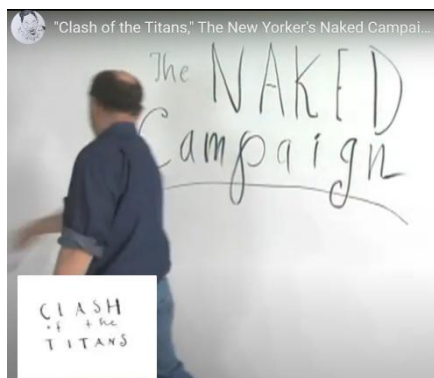 "Clash of the Titans," The New Yorker's Naked Campai...
The NAKED
Campaign
CLASH
of the
TITANS